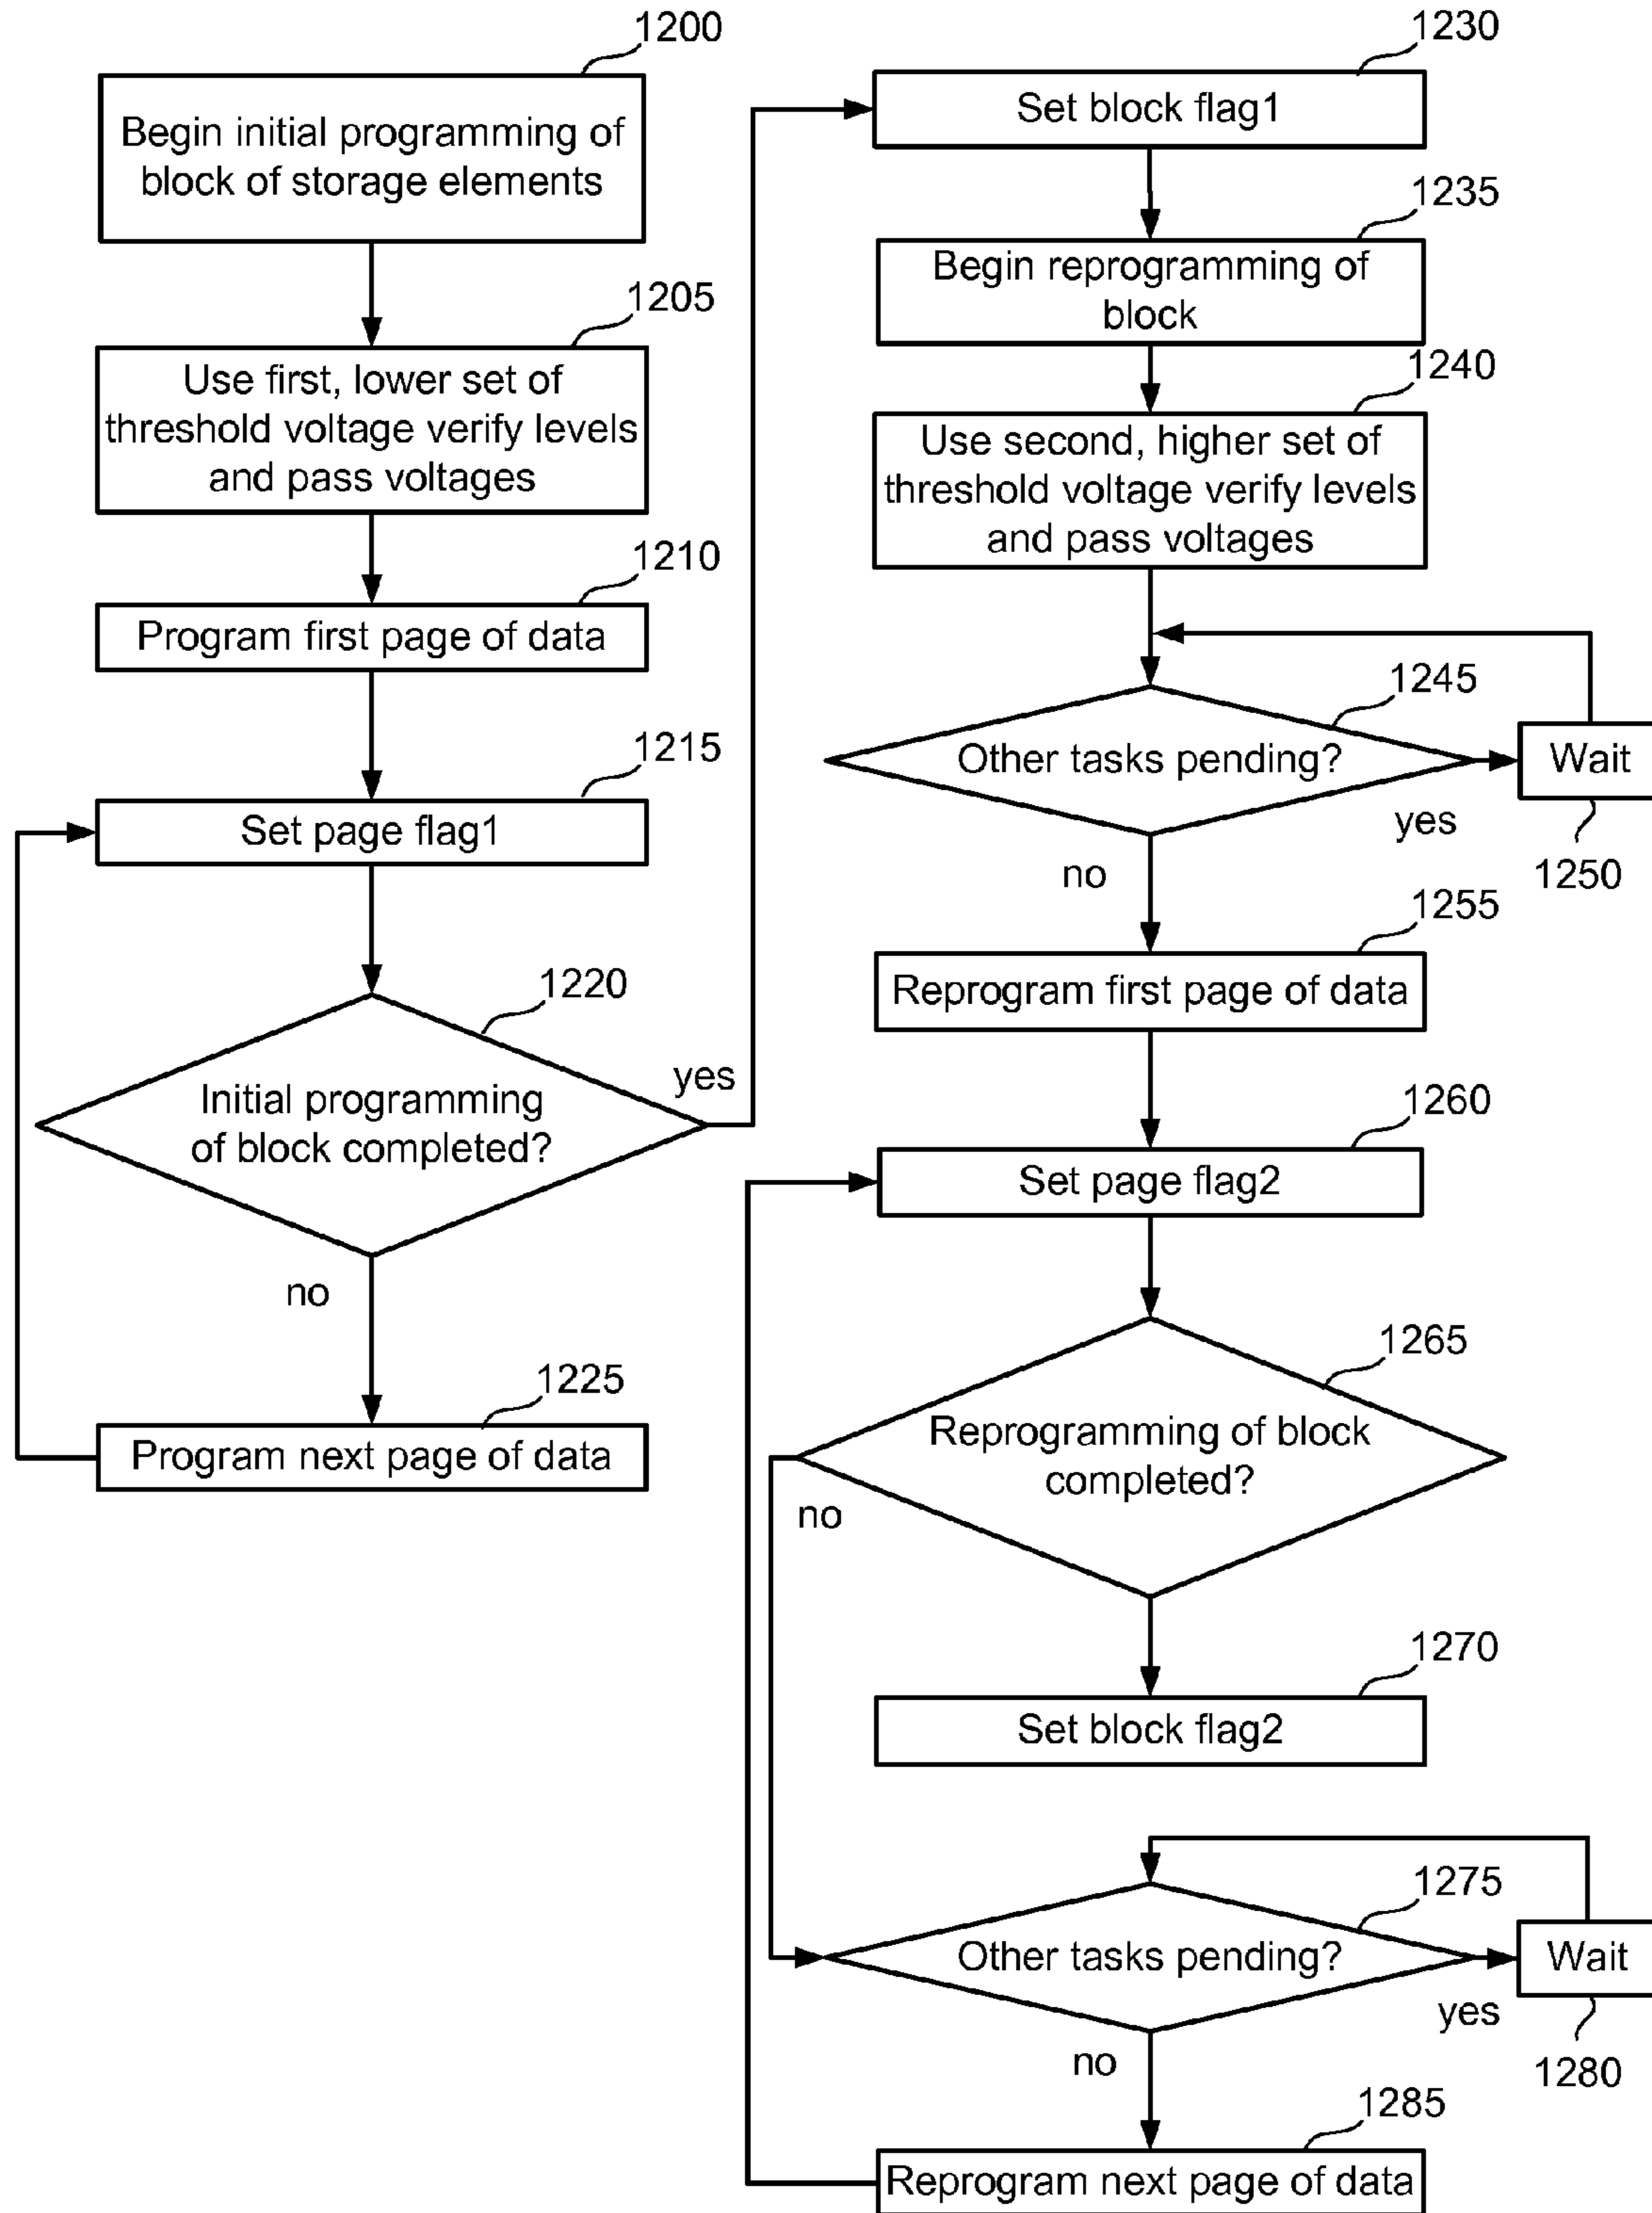 1200
Begin initial programming of
block of storage elements
1205
Use first, lower set of
threshold voltage verify levels
and pass voltages
1210
Program first page of data
1215
Set page flag1
1220
Initial programming
of block completed?
yes
no
1225
Program next page of data
1230
Set block flag1
1235
Begin reprogramming of
block
1240
Use second, higher set of
threshold voltage verify levels
and pass voltages
1245
Other tasks pending?
yes
Wait
1250
no
1255
Reprogram first page of data
1260
Set page flag2
1265
Reprogramming of block
completed?
no
1270
Set block flag2
1275
Other tasks pending?
yes
Wait
1280
no
1285
Reprogram next page of data